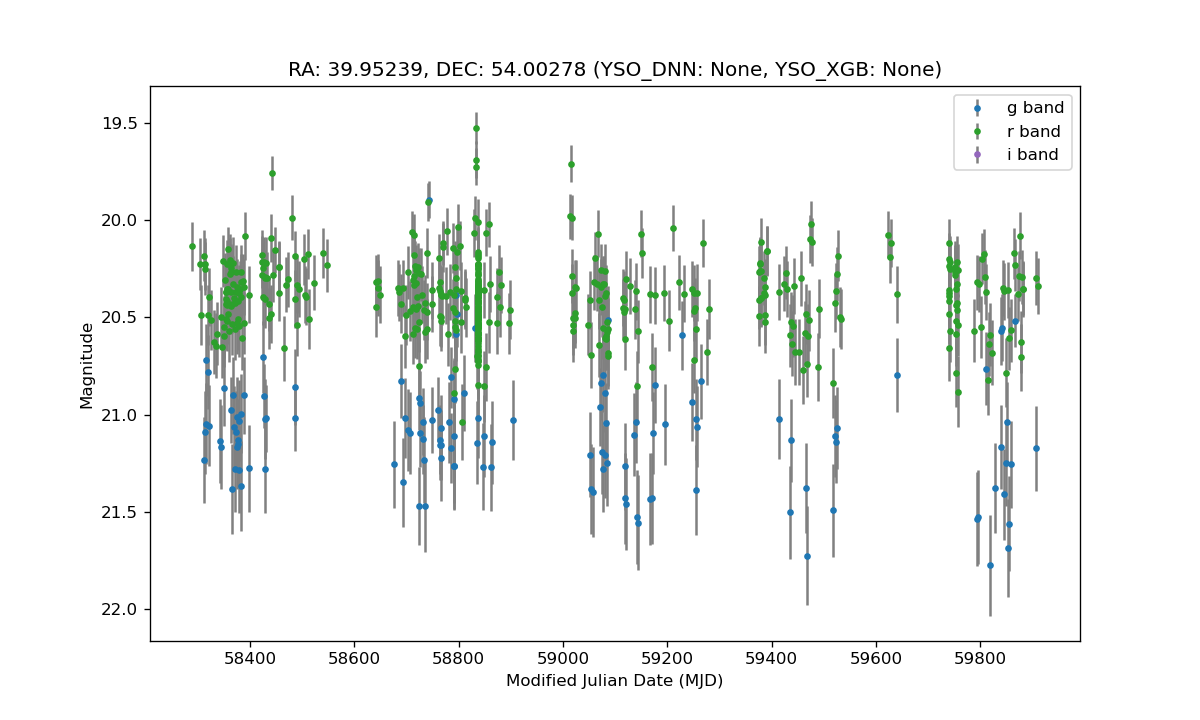 RA: 39.95239, DEC: 54.00278 (YSO_DNN: None, YSO_XGB: None)
g band
r band
i band
19.5
20.0
20.5
21.0
21.5
22.0
Magnitude
58400
58600
58800
59000
59200
59400
59600
59800
Modified Julian Date (MJD)